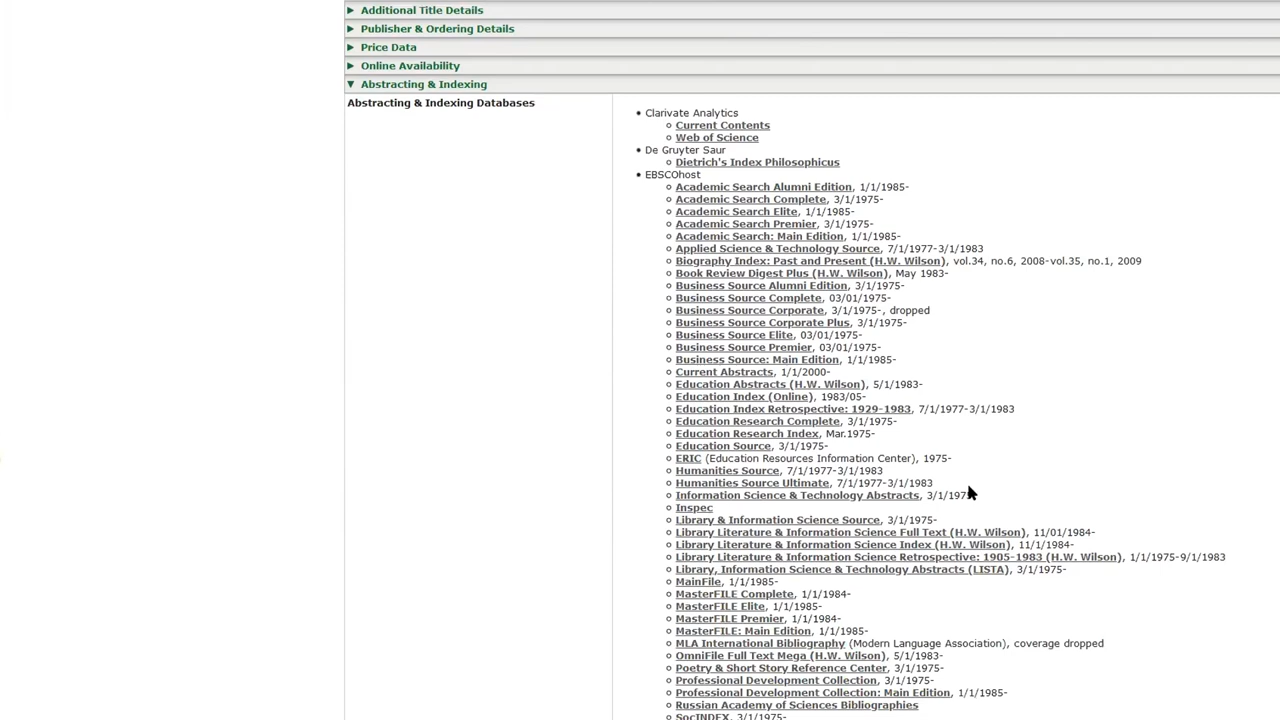 Additional Title Details
Publisher & Ordering Details
Price Data
Online Availability
Abstracting & Indexing
Abstracting & Indexing Databases
Clarivate Analytics
Current Contents
Web of Science
De Gruyter Saur
Dietrich's Index Philosophicus
EBSCOhost
Academic Search Alumni Edition, 1/1/1985-
Academic Search Complete, 3/1/1975-
Academic Search Elite, 1/1/1985-
Academic Search Premier, 3/1/1975-
Academic Search: Main Edition, 1/1/1985-
Applied Science & Technology Source, 7/1/1977-3/1/1983
Biography Index: Past and Present (H.W. Wilson), vol.34, no.6, 2008-vol.35, no.1, 2009
Book Review Digest Plus (H.W. Wilson), May 1983-
Business Source Alumni Edition, 3/1/1975-
Business Source Complete, 03/01/1975-
Business Source Corporate, 3/1/1975-, dropped
Business Source Corporate Plus, 3/1/1975-
Business Source Elite, 03/01/1975-
Business Source Premier, 03/01/1975-
Business Source: Main Edition, 1/1/1985-
Current Abstracts, 1/1/2000-
Education Abstracts (H.W. Wilson), 5/1/1983-
Education Index (Online), 1983/05-
Education Index Retrospective: 1929-1983, 7/1/1977-3/1/1983
Education Research Complete, 3/1/1975-
Education Research Index, Mar.1975-
Education Source, 3/1/1975-
ERIC (Education Resources Information Center), 1975-
Humanities Source, 7/1/1977-3/1/1983
Humanities Source Ultimate, 7/1/1977-3/1/1983
Information Science & Technology Abstracts, 3/1/1975
Inspec
Library & Information Science Source, 3/1/1975-
Library Literature & Information Science Full Text (H.W. Wilson), 11/01/1984-
Library Literature & Information Science Index (H.W. Wilson), 11/1/1984-
Library Literature & Information Science Retrospective: 1905-1983 (H.W. Wilson), 1/1/1975-9/1/1983
Library, Information Science & Technology Abstracts (LISTA), 3/1/1975-
MainFile, 1/1/1985-
MasterFILE Complete, 1/1/1984-
MasterFILE Elite, 1/1/1985-
MasterFILE Premier, 1/1/1984-
MasterFILE: Main Edition, 1/1/1985-
MLA International Bibliography (Modern Language Association), coverage dropped
OmniFile Full Text Mega (H.W. Wilson), 5/1/1983-
Poetry & Short Story Reference Center, 3/1/1975-
Professional Development Collection, 3/1/1975-
Professional Development Collection: Main Edition, 1/1/1985-
Russian Academy of Sciences Bibliographies
SocINDEX, 3/1/1975-